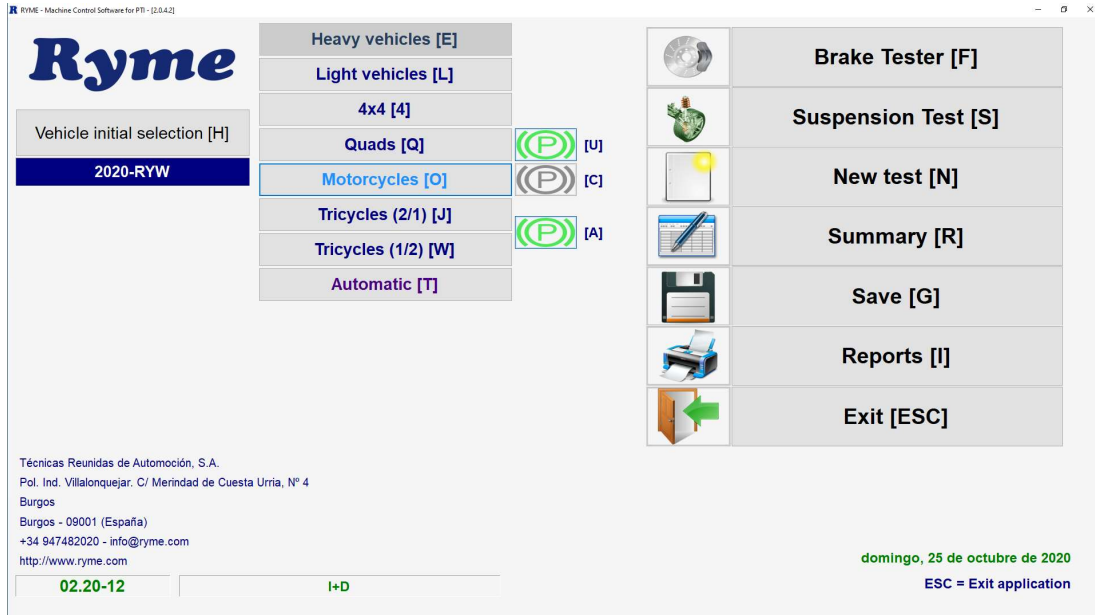 RYME - Machine Control Software for PTI - [2.0.4.2]
Ryme
Vehicle initial selection [H]
2020-RYW
Heavy vehicles [E]
Light vehicles [L]
4x4 [4]
Quads [Q]
(P) [U]
Motorcycles [O]
(P) [C]
Tricycles (2/1) [J]
(P) [A]
Tricycles (1/2) [W]
Automatic [T]
Brake Tester [F]
Suspension Test [S]
New test [N]
Summary [R]
Save [G]
Reports [I]
Exit [ESC]
Técnicas Reunidas de Automoción, S.A.
Pol. Ind. Villalonquejar. C/ Merindad de Cuesta Urria, Nº 4
Burgos
Burgos - 09001 (España)
+34 947482020 - info@ryme.com
http://www.ryme.com
02.20-12
I+D
domingo, 25 de octubre de 2020
ESC = Exit application